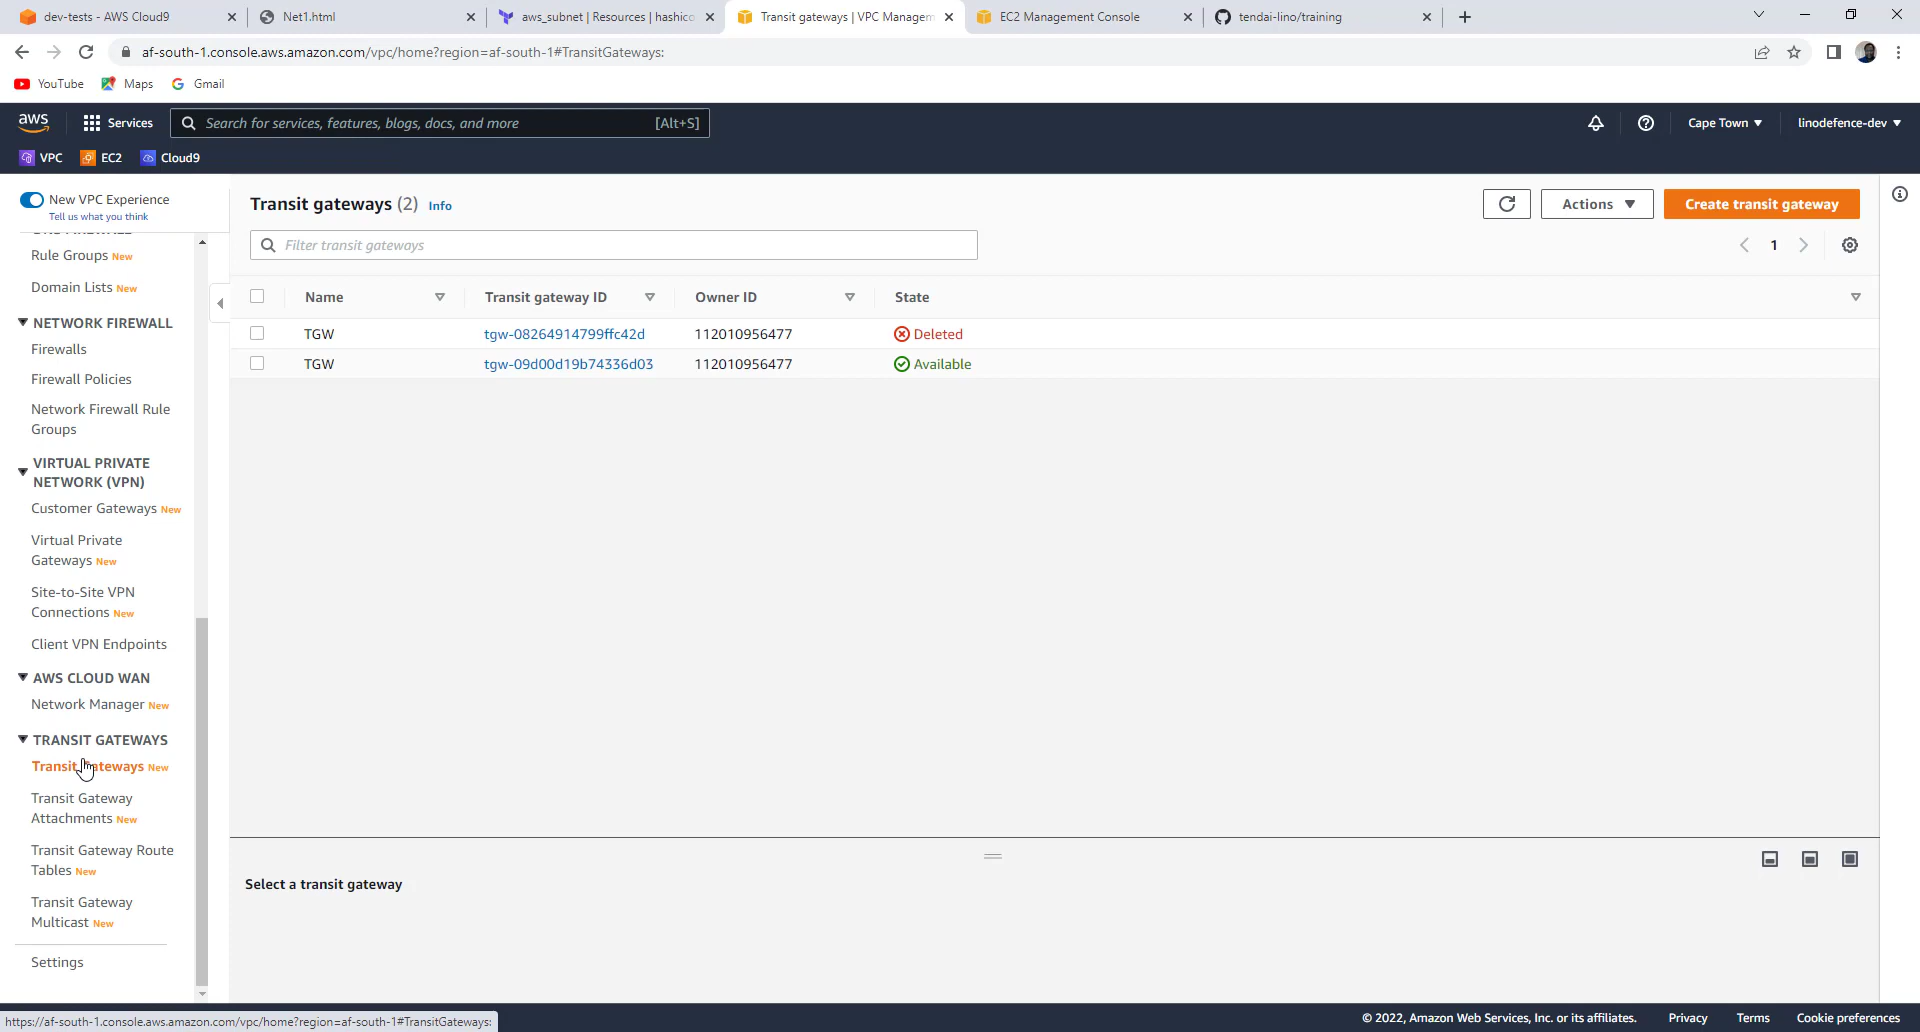 dev-tests - AWS Cloud9
Net1.html
aws_subnet | Resources | hashico
Transit gateways | VPC Managem
EC2 Management Console
tendai-lino/training
af-south-1.console.aws.amazon.com/vpc/home?region=af-south-1#TransitGateways:
YouTube
Maps
Gmail
aws
Services
Search for services, features, blogs, docs, and more
[Alt+S]
Cape Town
linodefence-dev
VPC
EC2
Cloud9
New VPC Experience
Tell us what you think
Rule Groups New
Domain Lists New
NETWORK FIREWALL
Firewalls
Firewall Policies
Network Firewall Rule
Groups
VIRTUAL PRIVATE
NETWORK (VPN)
Customer Gateways New
Virtual Private
Gateways New
Site-to-Site VPN
Connections New
Client VPN Endpoints
AWS CLOUD WAN
Network Manager New
TRANSIT GATEWAYS
Transit Gateways New
Transit Gateway
Attachments New
Transit Gateway Route
Tables New
Transit Gateway
Multicast New
Settings
Transit gateways (2) Info
Actions
Create transit gateway
Filter transit gateways
1
Name
Transit gateway ID
Owner ID
State
TGW
tgw-08264914799ffc42d
112010956477
Deleted
TGW
tgw-09d00d19b74336d03
112010956477
Available
Select a transit gateway
https://af-south-1.console.aws.amazon.com/vpc/home?region=af-south-1#TransitGateways:
© 2022, Amazon Web Services, Inc. or its affiliates.
Privacy
Terms
Cookie preferences